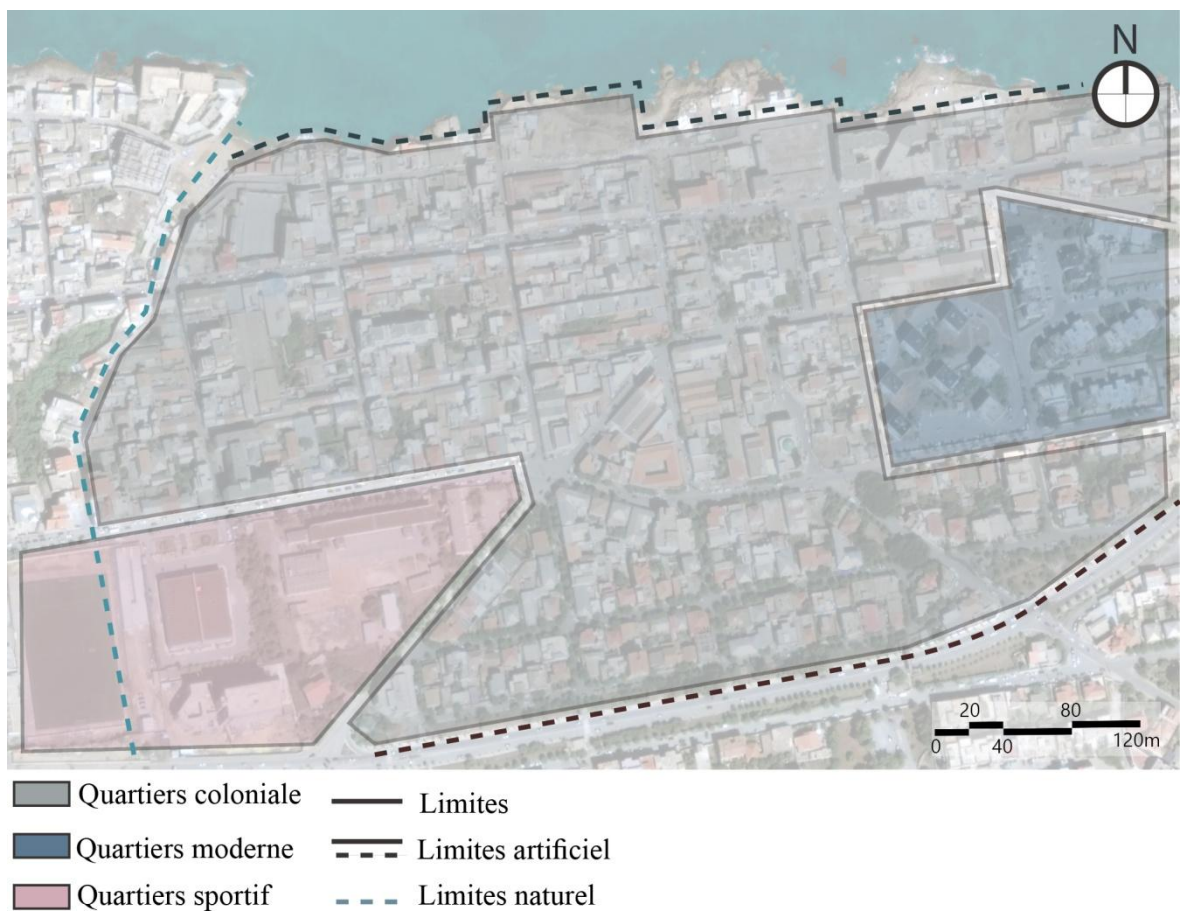 N
20 80
0 40 120m
Quartiers coloniale
Limites
Quartiers moderne
Limites artificiel
Quartiers sportif
Limites naturel